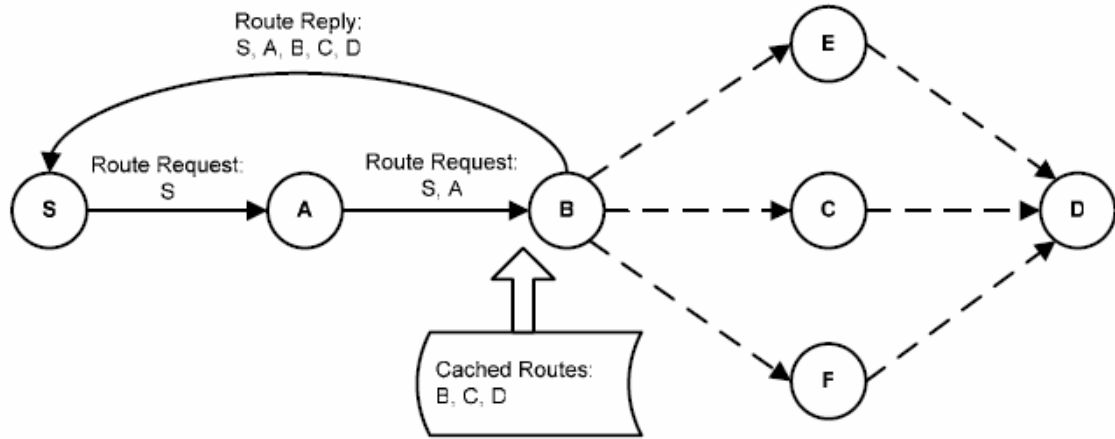 Route Reply:
S, A, B, C, D
E
Route Request:
S
Route Request:
S, A
S
A
B
C
D
Cached Routes:
B, C, D
F